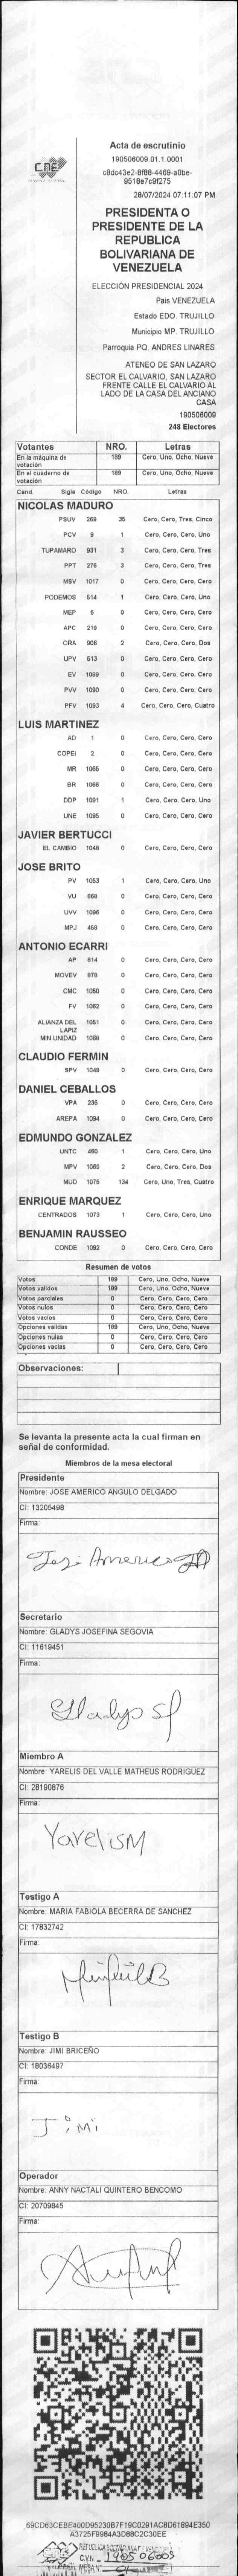 CNE
Acta de escrutinio
190506009.01.1.0001
c8dc43e2-8fB8-4469-a0be-
9518e7c9f275
28/07/2024 07:11:07 PM
PRESIDENTA O
PRESIDENTE DE LA
REPUBLICA
BOLIVARIANA DE
VENEZUELA
ELECCIÓN PRESIDENCIAL 2024
Pais VENEZUELA
Estado EDO. TRUJILLO
Municipio MP. TRUJILLO
Parroquia PQ. ANDRES LINARES
ATENEO DE SAN LAZARO
SECTOR EL CALVARIO, SAN LAZARO
FRENTE CALLE EL CALVARIO AL
LADO DE LA CASA DEL ANCIANO
CASA
190506009
248 Electores
Votantes NRO. Letras
En la máquina de votación 189 Cero, Uno, Ocho, Nueve
En el cuaderno de votación 189 Cero, Uno, Ocho, Nueve
Cand. Sigla Código NRO. Letras
NICOLAS MADURO
PSUV 269 35 Cero, Cero, Tres, Cinco
PCV 9 1 Cero, Cero, Cero, Uno
TUPAMARO 931 3 Cero, Cero, Cero, Tres
PPT 276 3 Cero, Cero, Cero, Tres
MSV 1017 0 Cero, Cero, Cero, Cero
PODEMOS 514 1 Cero, Cero, Cero, Uno
MEP 6 0 Cero, Cero, Cero, Cero
APC 219 0 Cero, Cero, Cero, Cero
ORA 906 2 Cero, Cero, Cero, Dos
UPV 513 0 Cero, Cero, Cero, Cero
EV 1089 0 Cero, Cero, Cero, Cero
PVV 1090 0 Cero, Cero, Cero, Cero
PFV 1093 4 Cero, Cero, Cero, Cuatro
LUIS MARTINEZ
AD 1 0 Cero, Cero, Cero, Cero
COPEI 2 0 Cero, Cero, Cero, Cero
MR 1065 0 Cero, Cero, Cero, Cero
BR 1066 0 Cero, Cero, Cero, Cero
DDP 1091 1 Cero, Cero, Cero, Uno
UNE 1095 0 Cero, Cero, Cero, Cero
JAVIER BERTUCCI
EL CAMBIO 1048 0 Cero, Cero, Cero, Cero
JOSE BRITO
PV 1053 1 Cero, Cero, Cero, Uno
VU 868 0 Cero, Cero, Cero, Cero
UVV 1096 0 Cero, Cero, Cero, Cero
MPJ 458 0 Cero, Cero, Cero, Cero
ANTONIO ECARRI
AP 814 0 Cero, Cero, Cero, Cero
MOVEV 878 0 Cero, Cero, Cero, Cero
CMC 1050 0 Cero, Cero, Cero, Cero
FV 1062 0 Cero, Cero, Cero, Cero
ALIANZA DEL LAPIZ 1051 0 Cero, Cero, Cero, Cero
MIN UNIDAD 1088 0 Cero, Cero, Cero, Cero
CLAUDIO FERMIN
SPV 1049 0 Cero, Cero, Cero, Cero
DANIEL CEBALLOS
VPA 236 0 Cero, Cero, Cero, Cero
AREPA 1094 0 Cero, Cero, Cero, Cero
EDMUNDO GONZALEZ
UNTC 460 1 Cero, Cero, Cero, Uno
MPV 1069 2 Cero, Cero, Cero, Dos
MUD 1075 134 Cero, Uno, Tres, Cuatro
ENRIQUE MARQUEZ
CENTRADOS 1073 1 Cero, Cero, Cero, Uno
BENJAMIN RAUSSEO
CONDE 1092 0 Cero, Cero, Cero, Cero
Resumen de votos
Votos 189 Cero, Uno, Ocho, Nueve
Votos validos 189 Cero, Uno, Ocho, Nueve
Votos parciales 0 Cero, Cero, Cero, Cero
Votos nulos 0 Cero, Cero, Cero, Cero
Votos vacios 0 Cero, Cero, Cero, Cero
Opciones validas 189 Cero, Uno, Ocho, Nueve
Opciones nulas 0 Cero, Cero, Cero, Cero
Opciones vacias 0 Cero, Cero, Cero, Cero
Observaciones:
Se levanta la presente acta la cual firman en
señal de conformidad.
Miembros de la mesa electoral
Presidente
Nombre: JOSE AMERICO ANGULO DELGADO
CI: 13205498
Firma:
Jose Americo
Secretario
Nombre: GLADYS JOSEFINA SEGOVIA
CI: 11619451
Firma:
Gladys S
Miembro A
Nombre: YARELIS DEL VALLE MATHEUS RODRIGUEZ
CI: 28190876
Firma:
YarelisM
Testigo A
Nombre: MARIA FABIOLA BECERRA DE SANCHEZ
CI: 17832742
Firma:
Testigo B
Nombre: JIMI BRICEÑO
CI: 18036497
Firma:
Jimi
Operador
Nombre: ANNY NACTALI QUINTERO BENCOMO
CI: 20709845
Firma:
69CD63CEBF400D95230B7F19C0291AC8D61894E350
A3725F9984A3D88C2C30EE
C.V.N. 190506009
MESA Nº 01